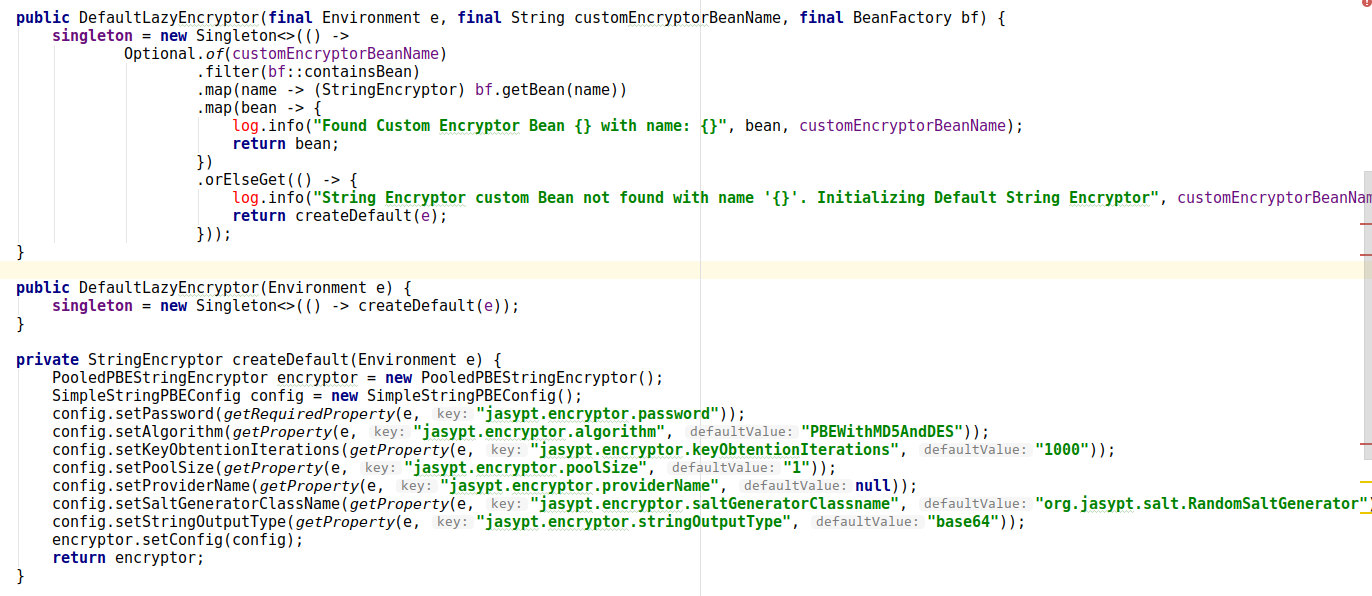 public DefaultLazyEncryptor(final Environment e, final String customEncryptorBeanName, final BeanFactory bf) {
    singleton = new Singleton<>(() ->
            Optional.of(customEncryptorBeanName)
                    .filter(bf::containsBean)
                    .map(name -> (StringEncryptor) bf.getBean(name))
                    .map(bean -> {
                        log.info("Found Custom Encryptor Bean {} with name: {}", bean, customEncryptorBeanName);
                        return bean;
                    })
                    .orElseGet(() -> {
                        log.info("String Encryptor custom Bean not found with name '{}'. Initializing Default String Encryptor", customEncryptorBeanNam
                        return createDefault(e);
                    }));
}
public DefaultLazyEncryptor(Environment e) {
    singleton = new Singleton<>(() -> createDefault(e));
}
private StringEncryptor createDefault(Environment e) {
    PooledPBEStringEncryptor encryptor = new PooledPBEStringEncryptor();
    SimpleStringPBEConfig config = new SimpleStringPBEConfig();
    config.setPassword(getRequiredProperty(e, key: "jasypt.encryptor.password"));
    config.setAlgorithm(getProperty(e, key: "jasypt.encryptor.algorithm", defaultValue: "PBEWithMD5AndDES"));
    config.setKeyObtentionIterations(getProperty(e, key: "jasypt.encryptor.keyObtentionIterations", defaultValue: "1000"));
    config.setPoolSize(getProperty(e, key: "jasypt.encryptor.poolSize", defaultValue: "1"));
    config.setProviderName(getProperty(e, key: "jasypt.encryptor.providerName", defaultValue: null));
    config.setSaltGeneratorClassName(getProperty(e, key: "jasypt.encryptor.saltGeneratorClassname", defaultValue: "org.jasypt.salt.RandomSaltGenerator")
    config.setStringOutputType(getProperty(e, key: "jasypt.encryptor.stringOutputType", defaultValue: "base64"));
    encryptor.setConfig(config);
    return encryptor;
}